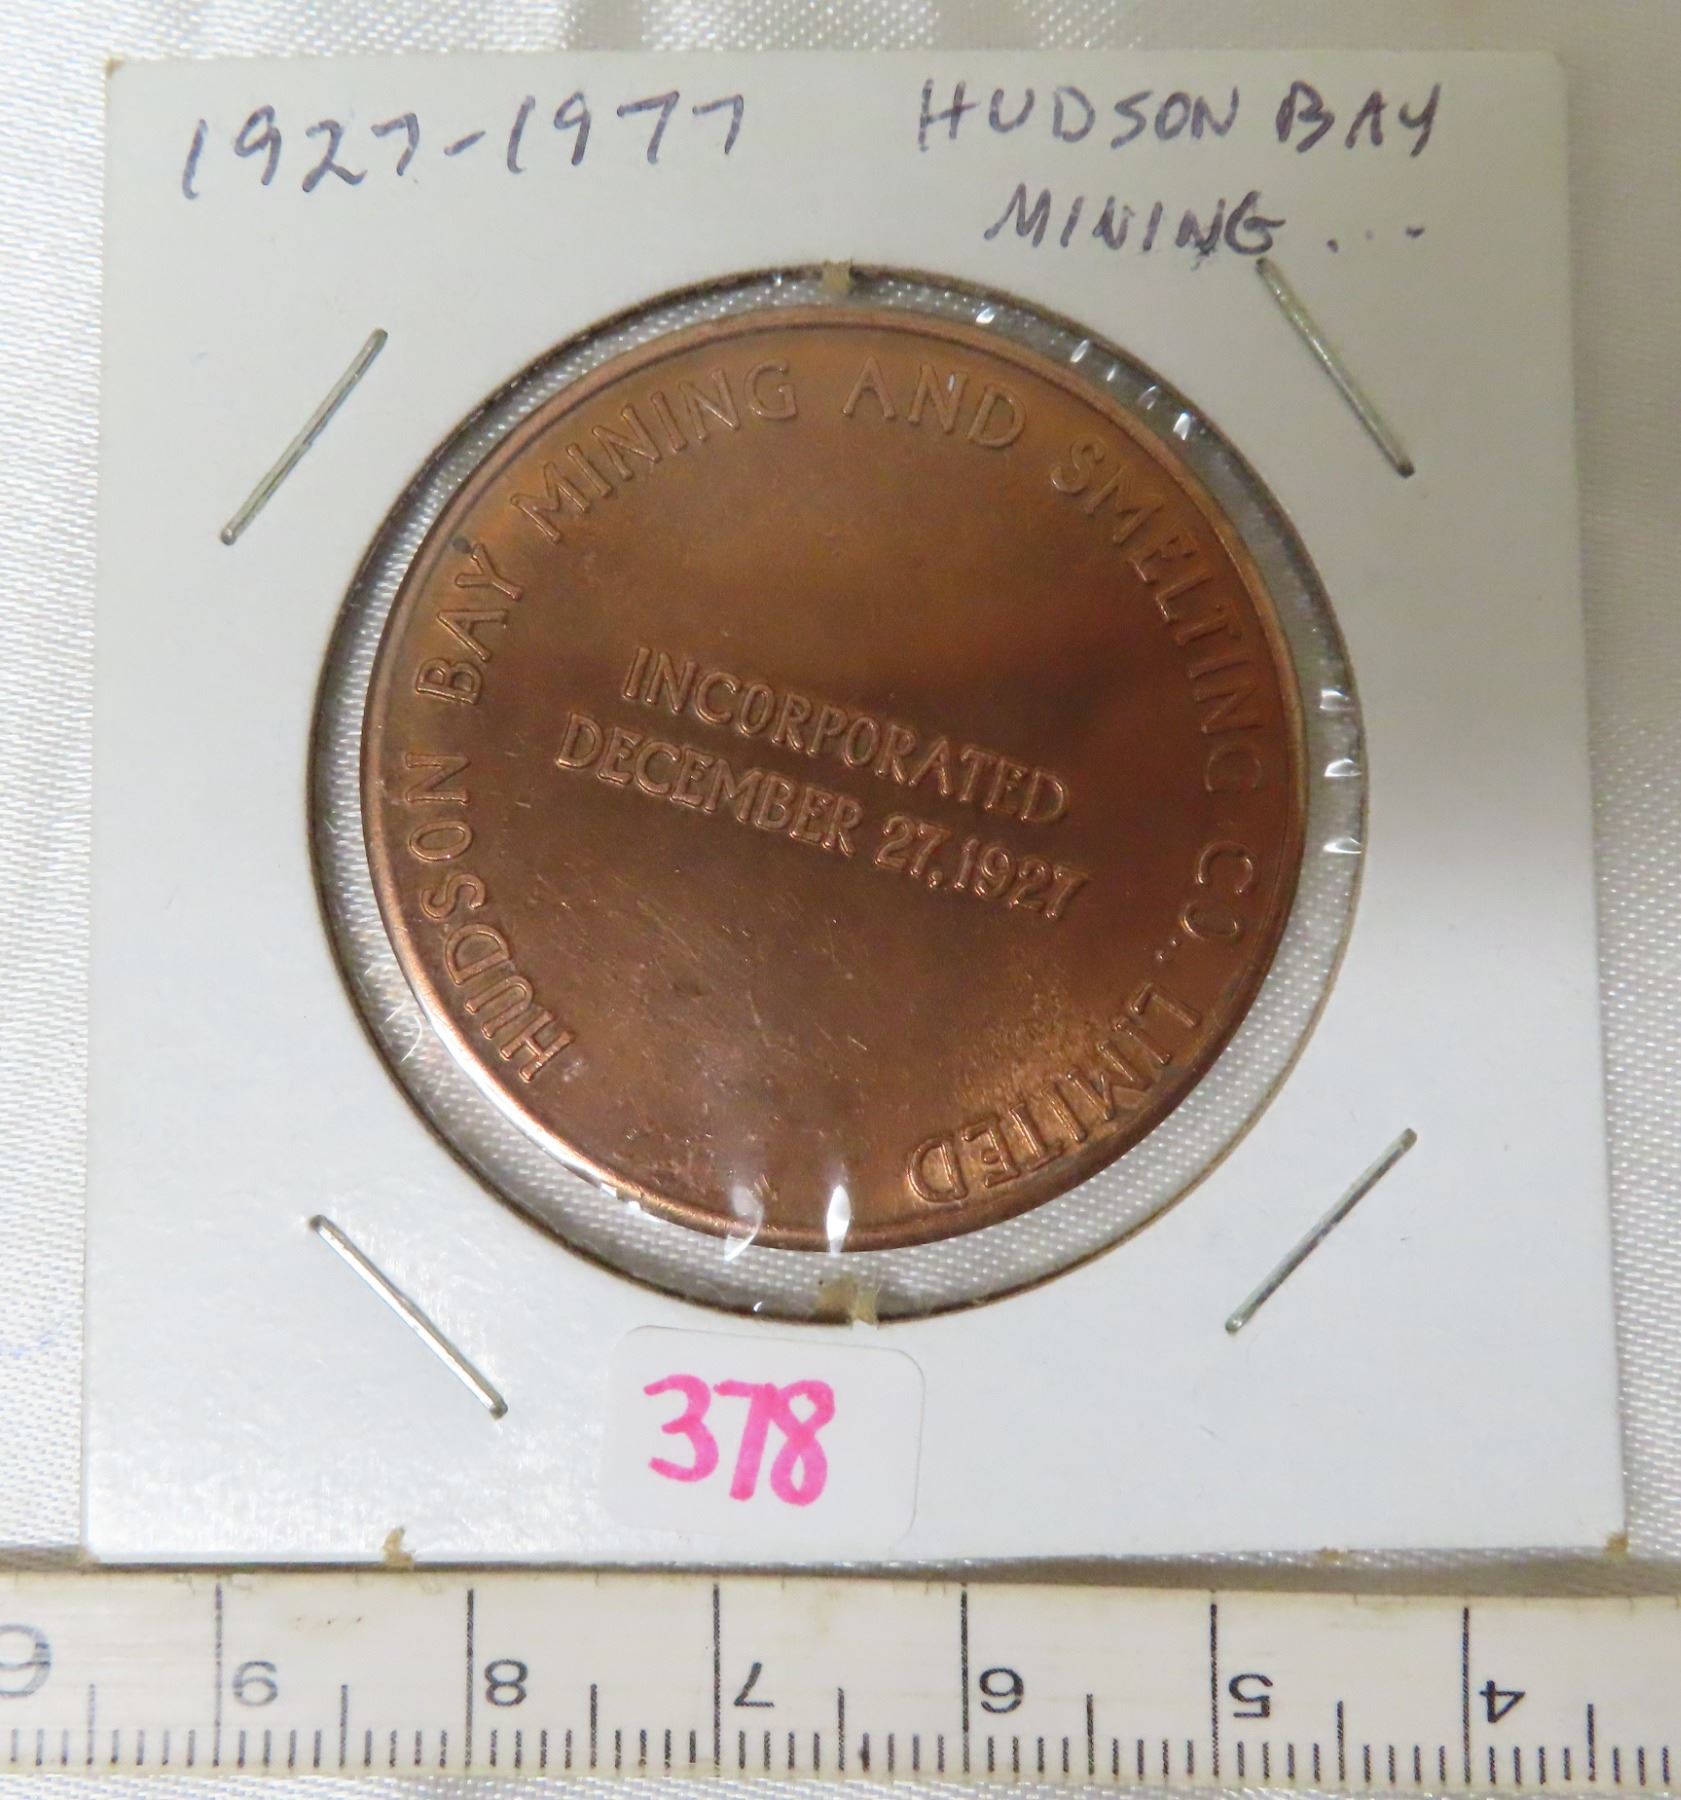 1927-1977 HUDSON BAY
MINING...
HUDSON BAY MINING AND SMELTING CO., LIMITED
INCORPORATED
DECEMBER 27, 1927
378
9 8 7 6 5 4